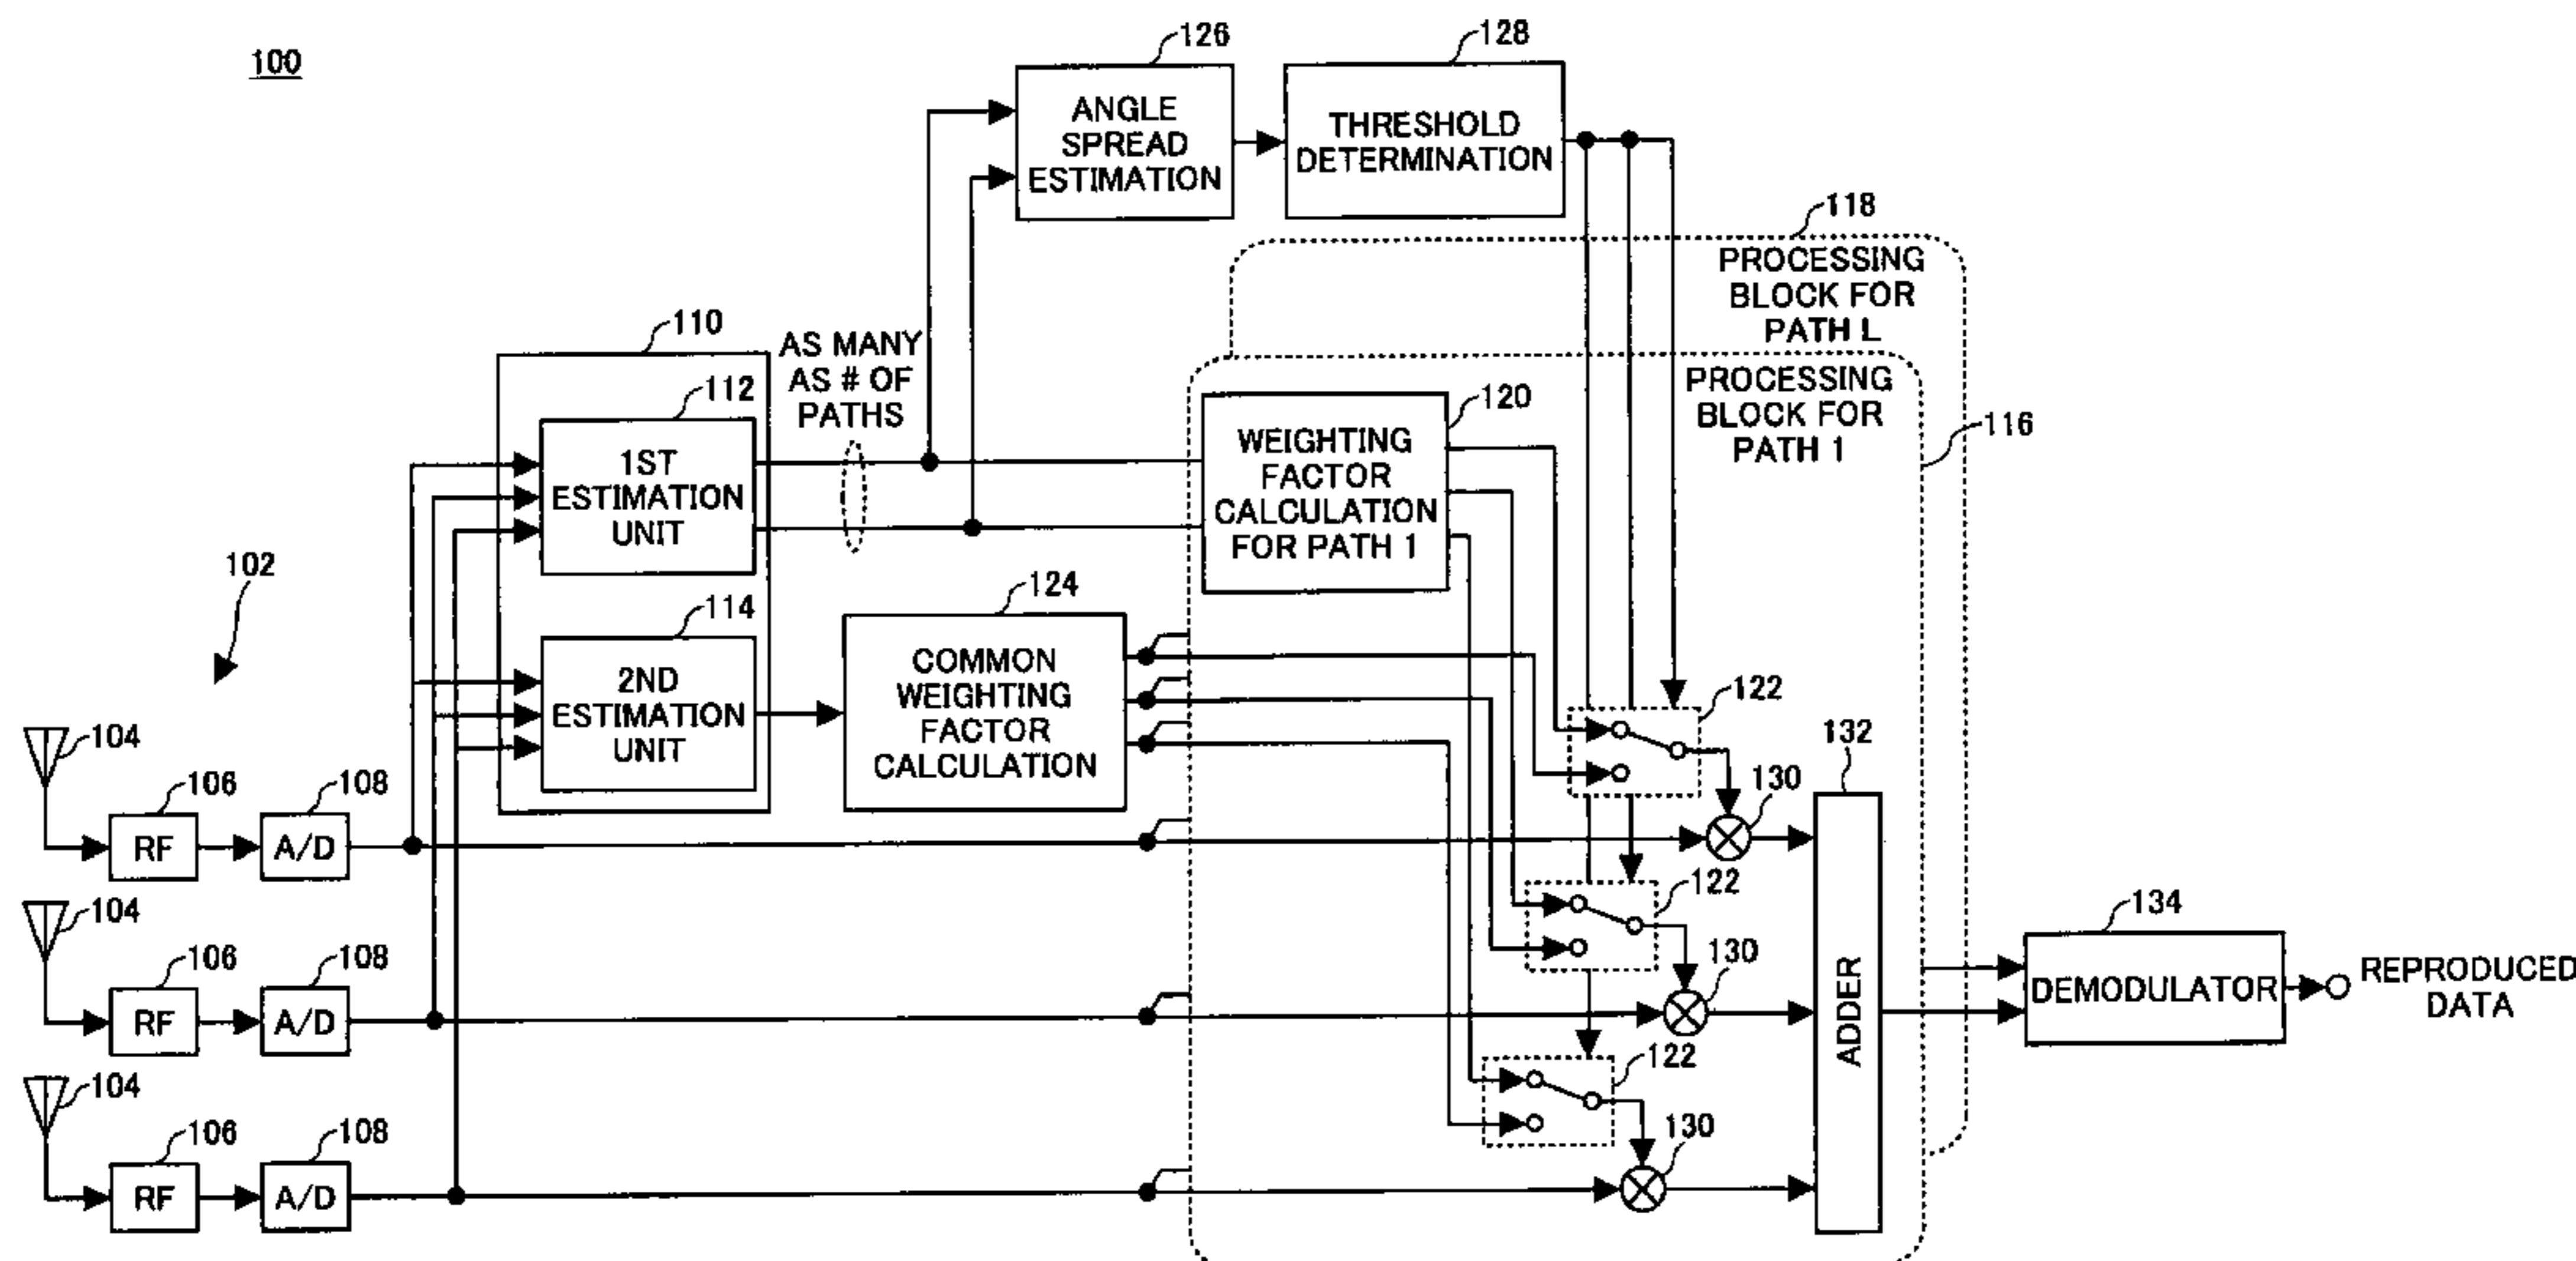 100
126
128
ANGLE
SPREAD
ESTIMATION
THRESHOLD
DETERMINATION
118
PROCESSING
BLOCK FOR
PATH L
110
AS MANY
AS # OF
PATHS
112
1ST
ESTIMATION
UNIT
120
WEIGHTING
FACTOR
CALCULATION
FOR PATH 1
PROCESSING
BLOCK FOR
PATH 1
116
102
114
2ND
ESTIMATION
UNIT
124
COMMON
WEIGHTING
FACTOR
CALCULATION
122
130
132
104
106
108
RF
A/D
122
130
104
106
108
RF
A/D
ADDER
134
DEMODULATOR
REPRODUCED
DATA
122
130
104
106
108
RF
A/D